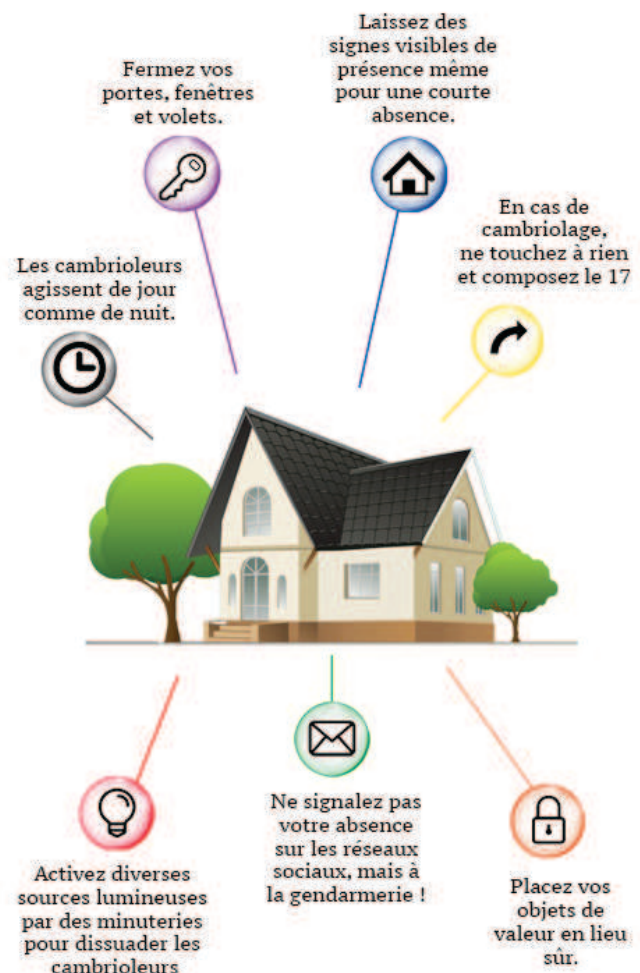 Laissez des
signes visibles de
présence même
pour une courte
absence.
Fermez vos
portes, fenêtres
et volets.
En cas de
cambriolage,
ne touchez à rien
et composez le 17
Les cambrioleurs
agissent de jour
comme de nuit.
Ne signalez pas
votre absence
sur les réseaux
sociaux, mais à
la gendarmerie !
Activez diverses
sources lumineuses
par des minuteries
pour dissuader les
cambrioleurs
Placez vos
objets de
valeur en lieu
sûr.